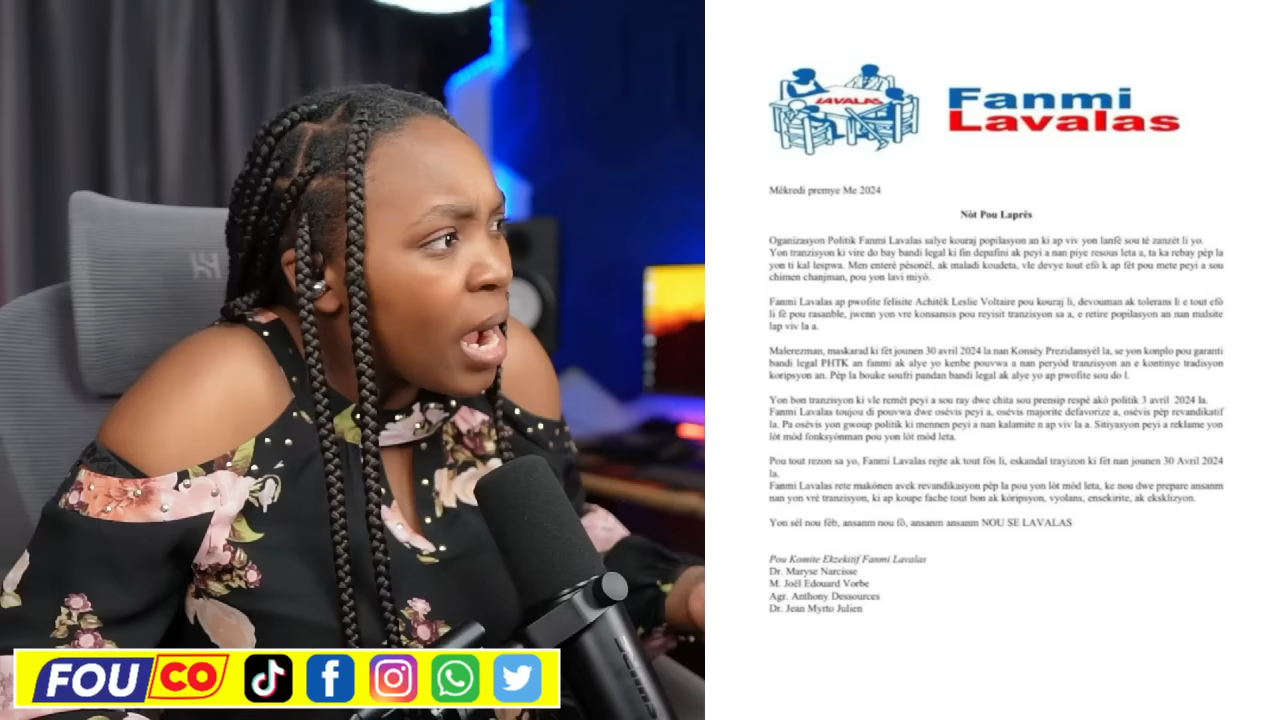 LAVALAS
Fanmi
Lavalas
Mèkredi premye Me 2024
Nòt Pou Laprès
Oganizasyon Politik Fanmi Lavalas salye kouraj popilasyon an ki ap viv yon lanfè sou tè zanzèt li yo.
Yon tranzisyon ki vire do bay bandi legal ki fin depafini ak peyi a nan piye resous leta a, ta ka rebay pèp la
yon ti kal lespwa. Men enterè pèsonèl, ak maladi koudeta, vle devye tout efò k ap fèt pou mete peyi a sou
chimen chanjman, pou yon lavi miyò.
Fanmi Lavalas ap pwofite felisite Achitèk Leslie Voltaire pou kouraj li, devouman ak tolerans li e tout efò
li fè pou rasanble, jwenn yon vre konsansis pou reyisit tranzisyon sa a, e retire popilasyon an nan malsite
lap viv la a.
Malerezman, maskarad ki fèt jounen 30 avril 2024 la nan Konsèy Prezidansyèl la, se yon konplo pou garanti
bandi legal PHTK an fanmi ak alye yo kenbe pouvwa a nan peryòd tranzisyon an e kontinye tradisyon
koripsyon an. Pèp la bouke soufri pandan bandi legal ak alye yo ap pwofite sou do l.
Yon bon tranzisyon ki vle remèt peyi a sou ray dwe chita sou prensip respè akò politik 3 avril 2024 la.
Fanmi Lavalas toujou di pouvwa dwe osèvis peyi a, osèvis majorite defavorize a, osèvis pèp revandikatif
la. Pa osèvis yon gwoup politik ki mennen peyi a nan kalamite n ap viv la a. Sitiyasyon peyi a reklame yon
lòt mòd fonksyònman pou yon lòt mòd leta.
Pou tout rezon sa yo, Fanmi Lavalas rejte ak tout fòs li, eskandal trayizon ki fèt nan jounen 30 Avril 2024
la.
Fanmi Lavalas rete makònen avek revandikasyon pèp la pou yon lòt mòd leta, ke nou dwe prepare ansanm
nan yon vrè tranzisyon, ki ap koupe fache tout bon ak kòripsyon, vyolans, ensekirite, ak eksklizyon.
Yon sèl nou fèb, ansanm nou fò, ansanm ansanm NOU SE LAVALAS
Pou Komite Ekzekitif Fanmi Lavalas
Dr. Maryse Narcisse
M. Joël Edouard Vorbe
Agr. Anthony Dessources
Dr. Jean Myrto Julien
FOU CO